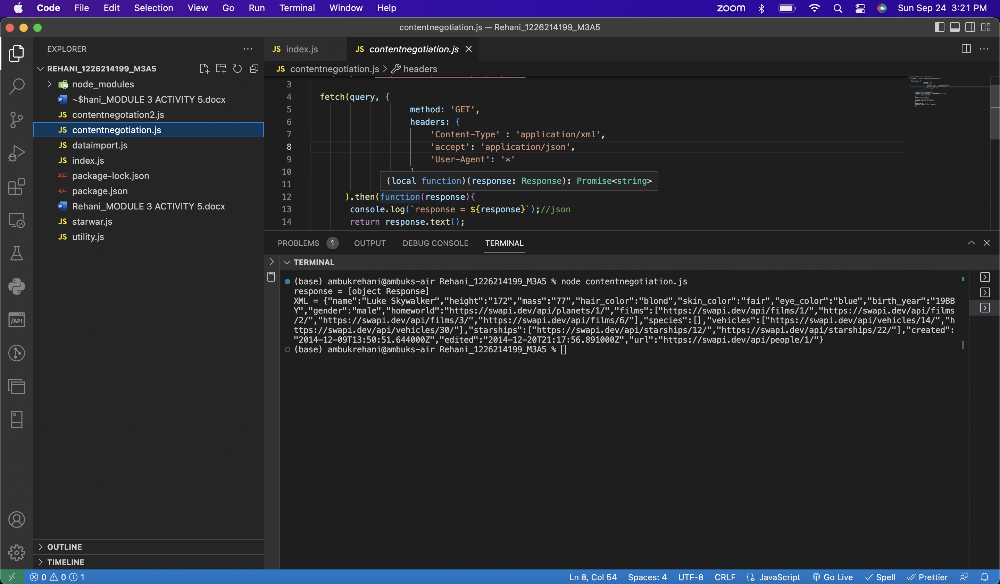 Code File Edit Selection View Go Run Terminal Window Help zoom Sun Sep 24 3:21 PM
contentnegotiation.js — Rehani_1226214199_M3A5
EXPLORER
REHANI_1226214199_M3A5
node_modules
~$hani_MODULE 3 ACTIVITY 5.docx
JS contentnegotation2.js
JS contentnegotiation.js
JS dataimport.js
JS index.js
package-lock.json
package.json
Rehani_MODULE 3 ACTIVITY 5.docx
JS starwar.js
JS utility.js
OUTLINE
TIMELINE
/API
JS index.js JS contentnegotiation.js
JS contentnegotiation.js > headers
3
4 fetch(query, {
5 method: 'GET',
6 headers: {
7 'Content-Type' : 'application/xml',
8 'accept': 'application/json',
9 'User-Agent': '*'
10 }
11 (local function)(response: Response): Promise<string>
12 ).then(function(response){
13 console.log(`response = ${response}`);//json
14 return response.text();
PROBLEMS 1 OUTPUT DEBUG CONSOLE TERMINAL
TERMINAL
(base) ambukrehani@ambuks-air Rehani_1226214199_M3A5 % node contentnegotiation.js
response = [object Response]
XML = {"name":"Luke Skywalker","height":"172","mass":"77","hair_color":"blond","skin_color":"fair","eye_color":"blue","birth_year":"19BB
Y","gender":"male","homeworld":"https://swapi.dev/api/planets/1/","films":["https://swapi.dev/api/films/1/","https://swapi.dev/api/films
/2/","https://swapi.dev/api/films/3/","https://swapi.dev/api/films/6/"],"species":[],"vehicles":["https://swapi.dev/api/vehicles/14/","h
ttps://swapi.dev/api/vehicles/30/"],"starships":["https://swapi.dev/api/starships/12/","https://swapi.dev/api/starships/22/"],"created":
"2014-12-09T13:50:51.644000Z","edited":"2014-12-20T21:17:56.891000Z","url":"https://swapi.dev/api/people/1/"}
(base) ambukrehani@ambuks-air Rehani_1226214199_M3A5 %
0 0 1 Ln 8, Col 54 Spaces: 4 UTF-8 CRLF JavaScript Go Live Spell Prettier